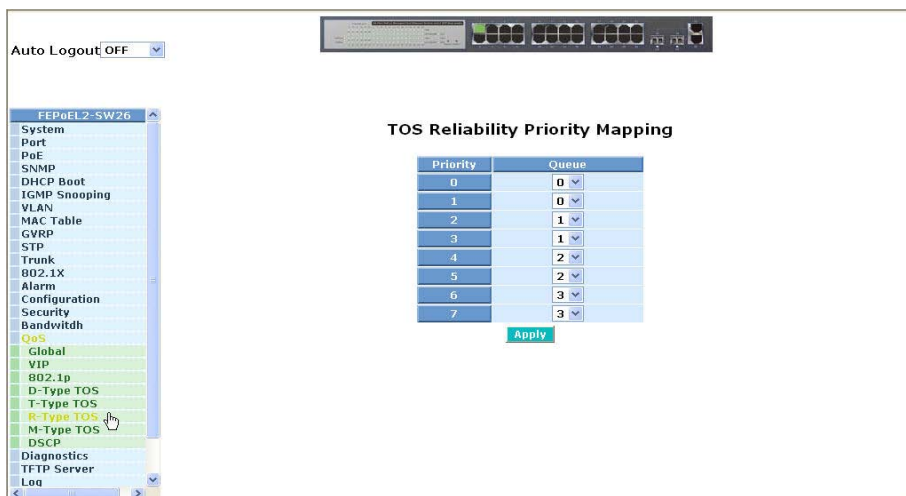 Auto Logout OFF
FEPoEL2-SW26
System
Port
PoE
SNMP
DHCP Boot
IGMP Snooping
VLAN
MAC Table
GVRP
STP
Trunk
802.1X
Alarm
Configuration
Security
Bandwitdh
QoS
Global
VIP
802.1p
D-Type TOS
T-Type TOS
R-Type TOS
M-Type TOS
DSCP
Diagnostics
TFTP Server
Log
TOS Reliability Priority Mapping
Priority Queue
0 0
1 0
2 1
3 1
4 2
5 2
6 3
7 3
Apply